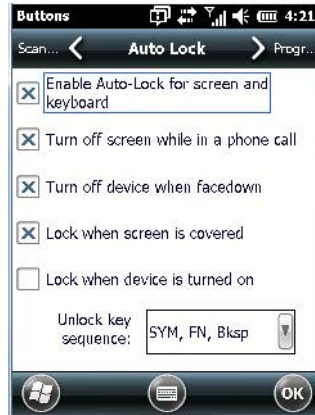 Buttons 4:21
Scan... Auto Lock Progr...
Enable Auto-Lock for screen and
keyboard
Turn off screen while in a phone call
Turn off device when facedown
Lock when screen is covered
Lock when device is turned on
Unlock key
sequence: SYM, FN, Bksp
OK